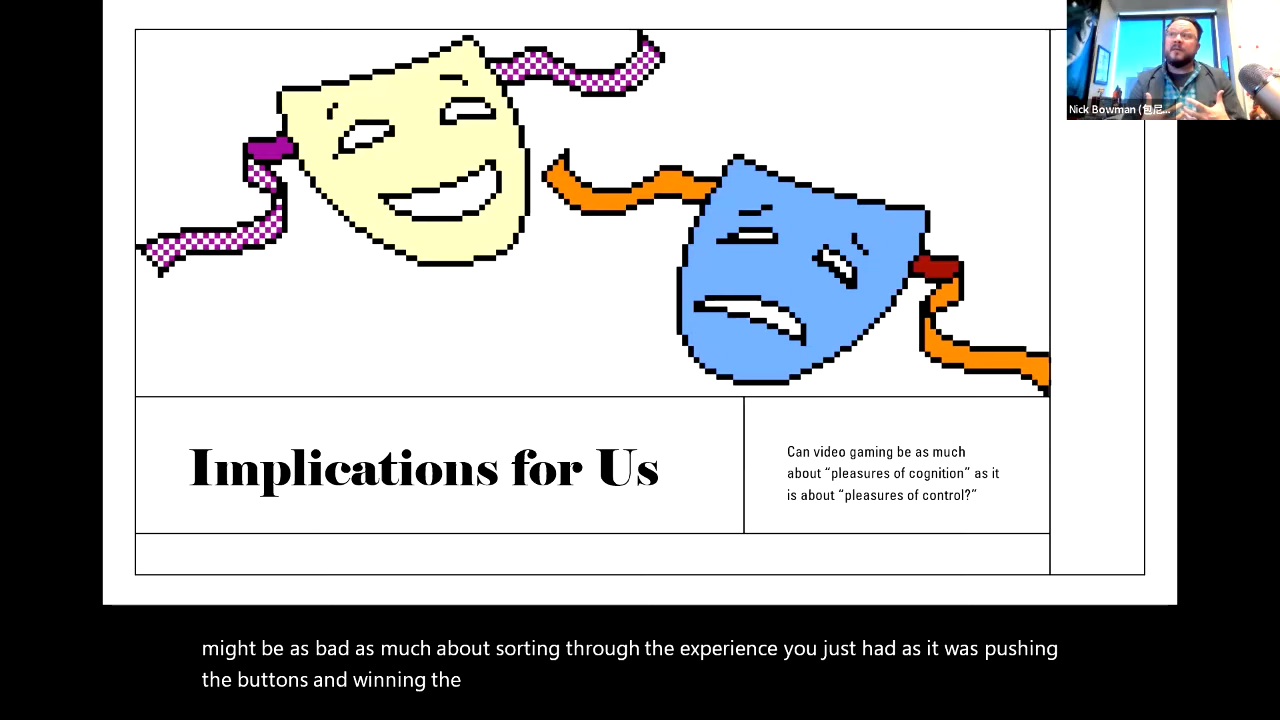 Nick Bowman (包尼...
Implications for Us
Can video gaming be as much
about “pleasures of cognition” as it
is about “pleasures of control?”
might be as bad as much about sorting through the experience you just had as it was pushing
the buttons and winning the